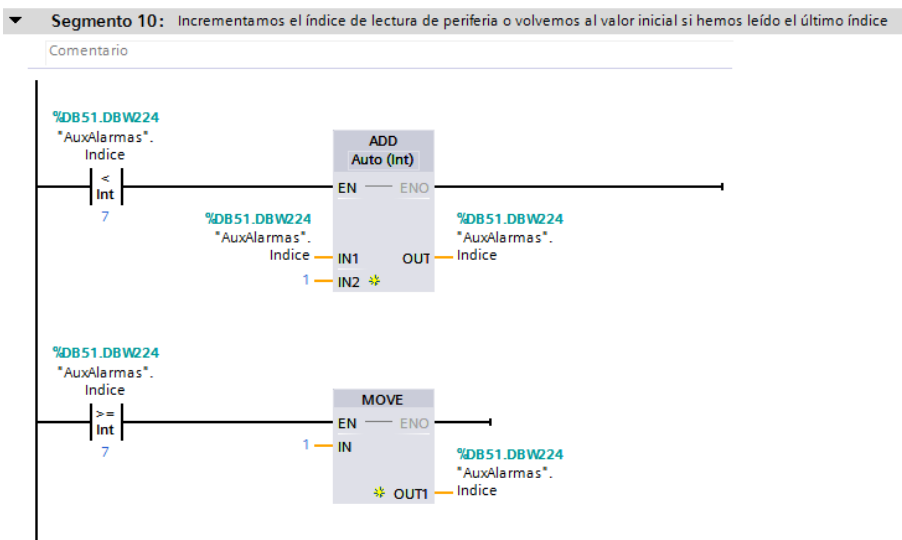 Segmento 10: Incrementamos el índice de lectura de periferia o volvemos al valor inicial si hemos leído el último índice
Comentario
%DB51.DBW224
"AuxAlarmas".
Indice
<
Int
7
ADD
Auto (Int)
EN ENO
%DB51.DBW224
"AuxAlarmas".
Indice
IN1
1
IN2
OUT
%DB51.DBW224
"AuxAlarmas".
Indice
%DB51.DBW224
"AuxAlarmas".
Indice
>=
Int
7
MOVE
EN ENO
1
IN
OUT1
%DB51.DBW224
"AuxAlarmas".
Indice